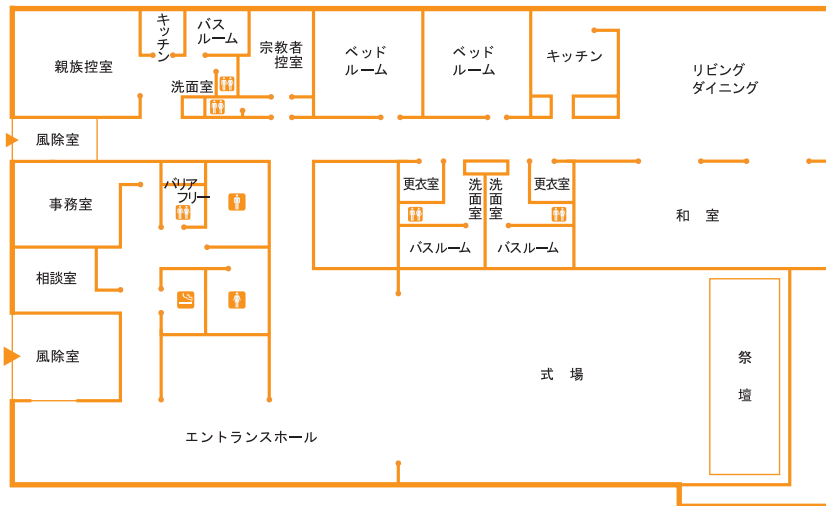 キッチン
バス
ルーム
宗教者
控室
ベッド
ルーム
ベッド
ルーム
キッチン
リビング
ダイニング
親族控室
洗面室
風除室
事務室
バリア
フリー
更衣室
洗面室
洗面室
更衣室
和 室
バスルーム
バスルーム
相談室
風除室
式 場
祭壇
エントランスホール